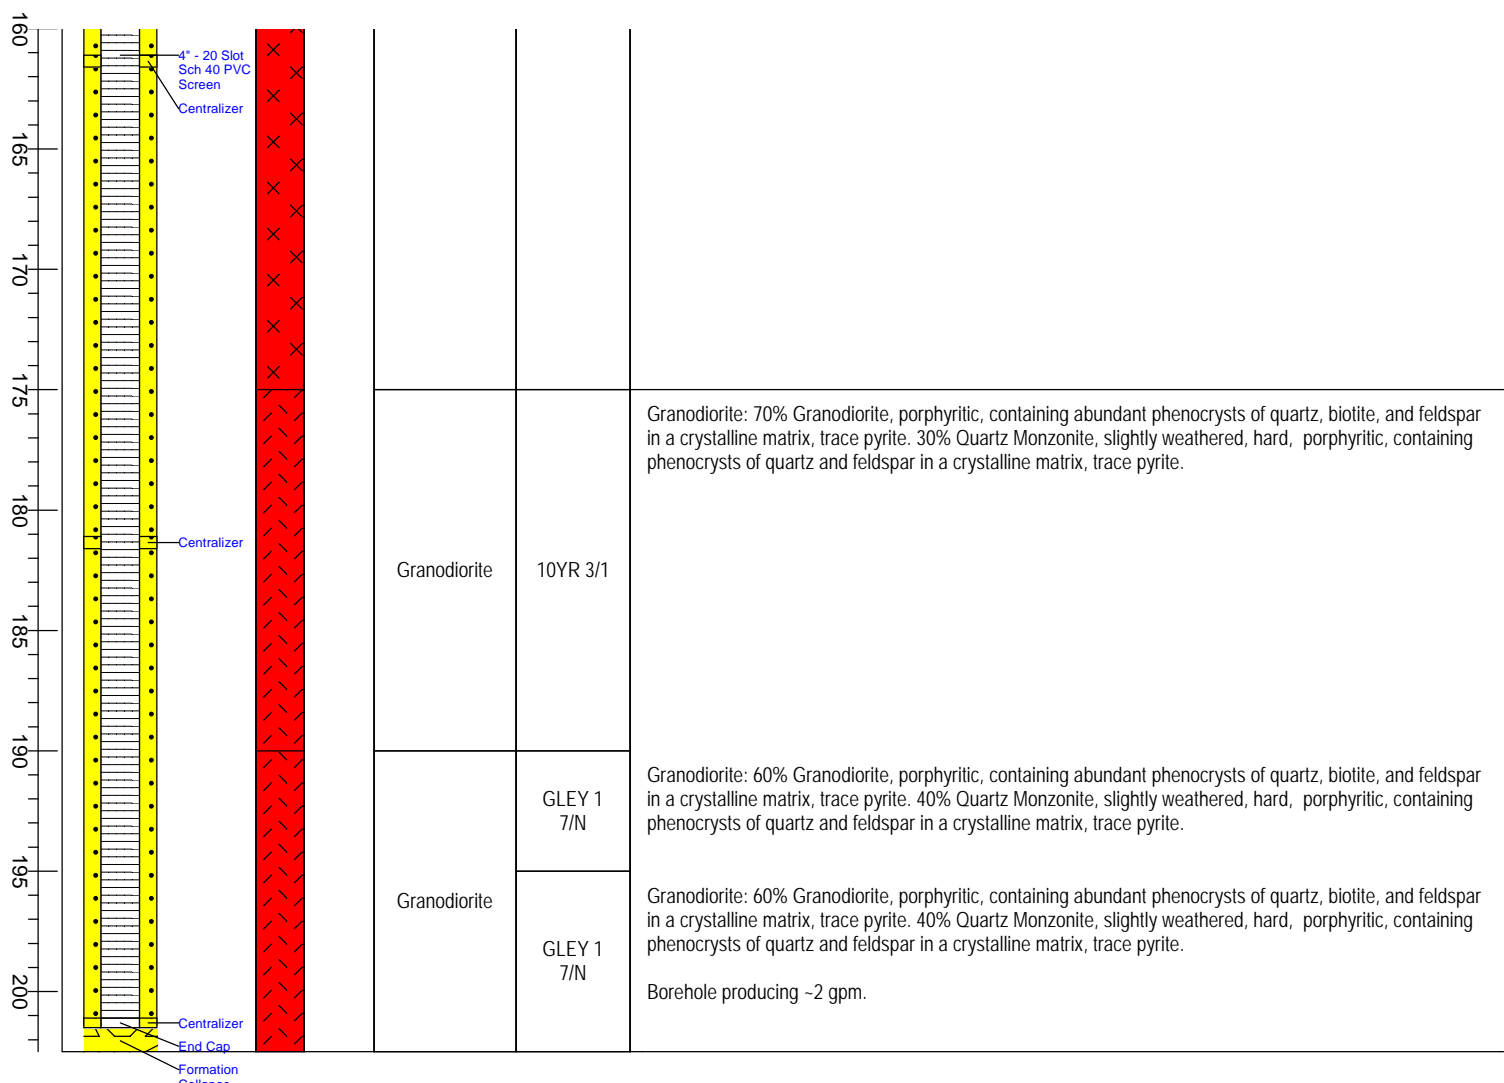 160
165
170
175
180
185
190
195
200
4" - 20 Slot
Sch 40 PVC
Screen
Centralizer
Centralizer
Centralizer
End Cap
Formation
Collapse
Granodiorite
10YR 3/1
Granodiorite: 70% Granodiorite, porphyritic, containing abundant phenocrysts of quartz, biotite, and feldspar
in a crystalline matrix, trace pyrite. 30% Quartz Monzonite, slightly weathered, hard, porphyritic, containing
phenocrysts of quartz and feldspar in a crystalline matrix, trace pyrite.
Granodiorite
GLEY 1
7/N
Granodiorite: 60% Granodiorite, porphyritic, containing abundant phenocrysts of quartz, biotite, and feldspar
in a crystalline matrix, trace pyrite. 40% Quartz Monzonite, slightly weathered, hard, porphyritic, containing
phenocrysts of quartz and feldspar in a crystalline matrix, trace pyrite.
GLEY 1
7/N
Granodiorite: 60% Granodiorite, porphyritic, containing abundant phenocrysts of quartz, biotite, and feldspar
in a crystalline matrix, trace pyrite. 40% Quartz Monzonite, slightly weathered, hard, porphyritic, containing
phenocrysts of quartz and feldspar in a crystalline matrix, trace pyrite.
Borehole producing ~2 gpm.